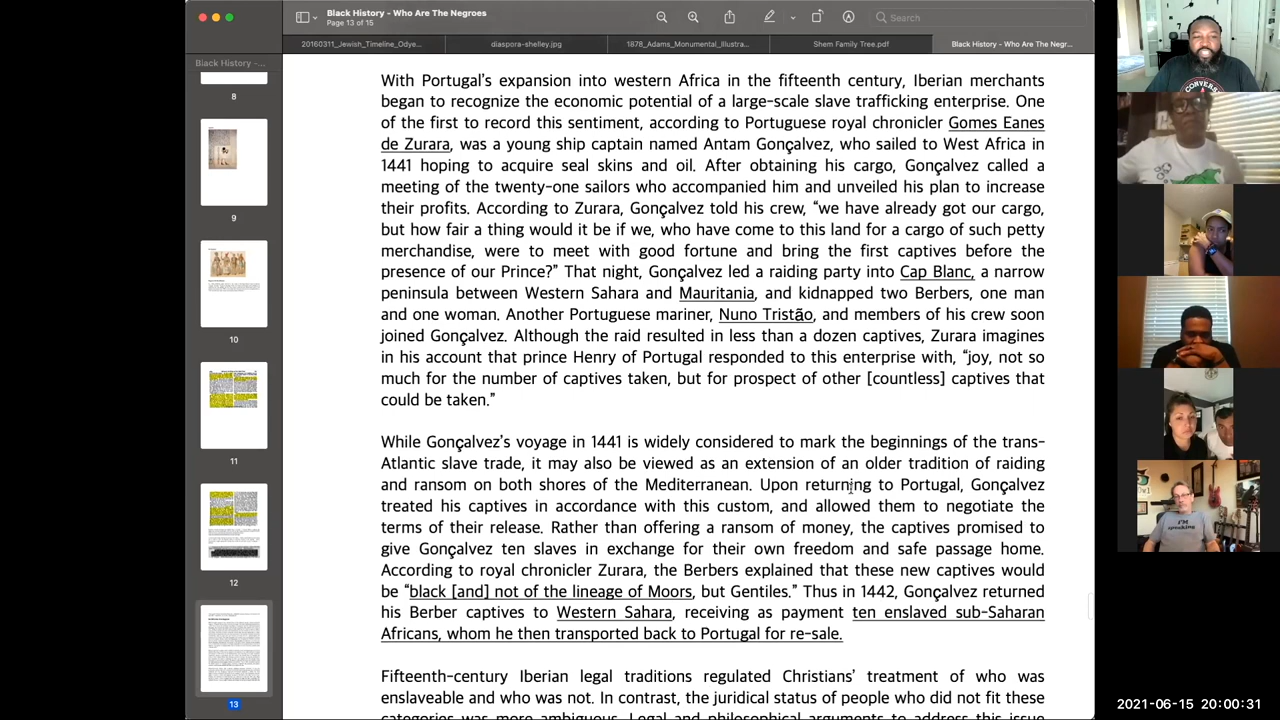 Black History - Who Are The Negroes
Page 13 of 15
Search
20160311_Jewish_Timeline_Odye...
diaspora-shelley.jpg
1878_Adams_Monumental_Illustra...
Shem Family Tree.pdf
Black History - Who Are The Negr...
Black History -...
8
9
10
11
12
13
With Portugal's expansion into western Africa in the fifteenth century, Iberian merchants
began to recognize the economic potential of a large-scale slave trafficking enterprise. One
of the first to record this sentiment, according to Portuguese royal chronicler Gomes Eanes
de Zurara, was a young ship captain named Antam Gonçalvez, who sailed to West Africa in
1441 hoping to acquire seal skins and oil. After obtaining his cargo, Gonçalvez called a
meeting of the twenty-one sailors who accompanied him and unveiled his plan to increase
their profits. According to Zurara, Gonçalvez told his crew, “we have already got our cargo,
but how fair a thing would it be if we, who have come to this land for a cargo of such petty
merchandise, were to meet with good fortune and bring the first captives before the
presence of our Prince?” That night, Gonçalvez led a raiding party into Cap Blanc, a narrow
peninsula between Western Sahara and Mauritania, and kidnapped two Berbers, one man
and one woman. Another Portuguese mariner, Nuno Tristão, and members of his crew soon
joined Gonçalvez. Although the raid resulted in less than a dozen captives, Zurara imagines
in his account that prince Henry of Portugal responded to this enterprise with, “joy, not so
much for the number of captives taken, but for prospect of other [countless] captives that
could be taken.”
While Gonçalvez's voyage in 1441 is widely considered to mark the beginnings of the trans-
Atlantic slave trade, it may also be viewed as an extension of an older tradition of raiding
and ransom on both shores of the Mediterranean. Upon returning to Portugal, Gonçalvez
treated his captives in accordance with this custom, and allowed them to negotiate the
terms of their release. Rather than offering a ransom of money, the captives promised to
give Gonçalvez ten slaves in exchange for their own freedom and safe passage home.
According to royal chronicler Zurara, the Berbers explained that these new captives would
be “black [and] not of the lineage of Moors, but Gentiles.” Thus in 1442, Gonçalvez returned
his Berber captives to Western Sahara, receiving as payment ten enslaved sub-Saharan
Africans, whom he then transported back to Portugal for re-sale.
Fifteenth-century Iberian legal traditions regulated Christians' treatment of who was
enslaveable and who was not. In contrast, the juridical status of people who did not fit these
categories was more ambiguous. Legal and philosophical arguments to address this issue
CONVERS
I'M
speaking
2021-06-15 20:00:31